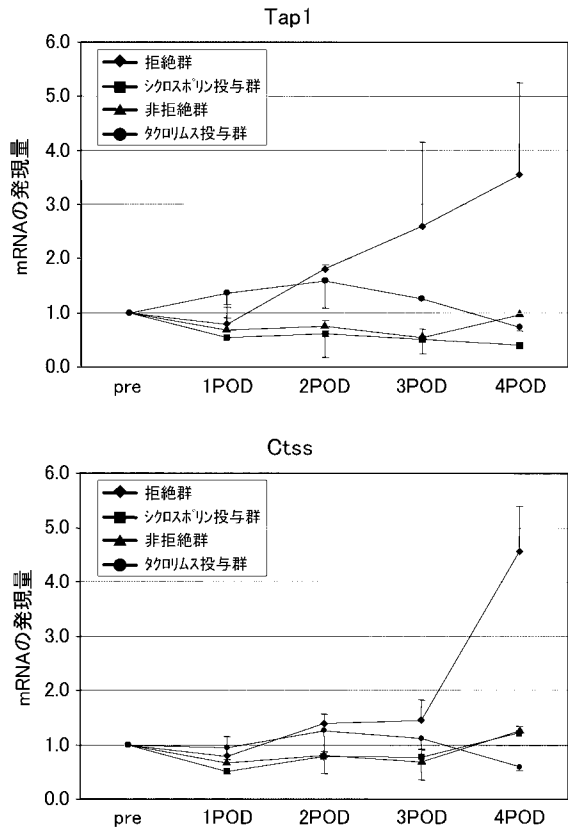 Tap1
6.0
5.0
4.0
3.0
2.0
1.0
0.0
mRNAの発現量
拒絶群
シクロスポリン投与群
非拒絶群
タクロリムス投与群
pre 1POD 2POD 3POD 4POD
Ctss
6.0
5.0
4.0
3.0
2.0
1.0
0.0
mRNAの発現量
拒絶群
シクロスポリン投与群
非拒絶群
タクロリムス投与群
pre 1POD 2POD 3POD 4POD